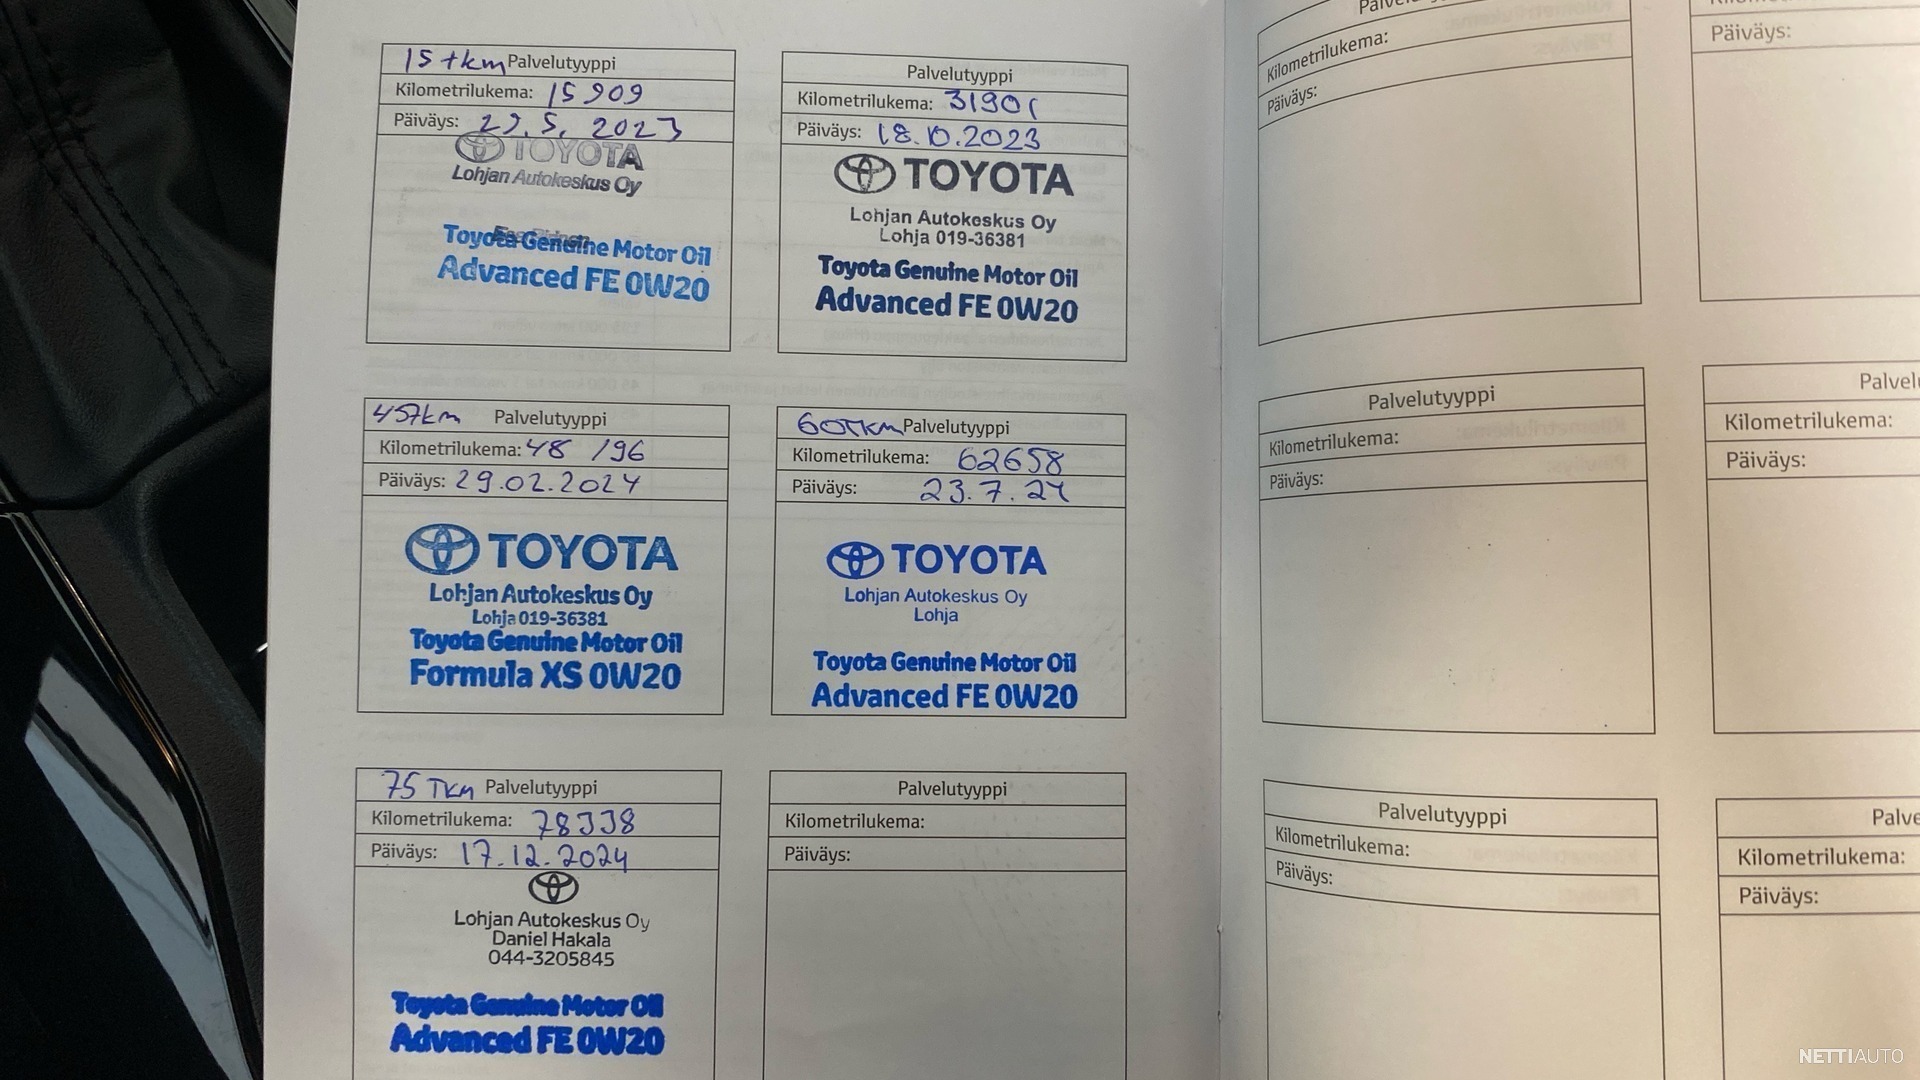 15 tkm Palvelutyyppi
Kilometrilukema: 15909
Päiväys: 29.5.2023
TOYOTA
Lohjan Autokeskus Oy
Toyota Genuine Motor Oil
Advanced FE 0W20
Palvelutyyppi
Kilometrilukema: 31901
Päiväys: 18.10.2023
TOYOTA
Lohjan Autokeskus Oy
Lohja 019-36381
Toyota Genuine Motor Oil
Advanced FE 0W20
45Tkm Palvelutyyppi
Kilometrilukema: 48 196
Päiväys: 29.02.2024
TOYOTA
Lohjan Autokeskus Oy
Lohja 019-36381
Toyota Genuine Motor Oil
Formula XS 0W20
60Tkm Palvelutyyppi
Kilometrilukema: 62658
Päiväys: 23.7.24
TOYOTA
Lohjan Autokeskus Oy
Lohja
Toyota Genuine Motor Oil
Advanced FE 0W20
75 Tkm Palvelutyyppi
Kilometrilukema: 78338
Päiväys: 17.12.2024
Lohjan Autokeskus Oy
Daniel Hakala
044-3205845
Toyota Genuine Motor Oil
Advanced FE 0W20
Palvelutyyppi
Kilometrilukema:
Päiväys:
Kilometrilukema:
Päiväys:
Päiväys:
Palvelutyyppi
Kilometrilukema:
Päiväys:
Kilometrilukema:
Päiväys:
Palvelutyyppi
Kilometrilukema:
Päiväys:
Kilometrilukema:
Päiväys:
NETTIAUTO